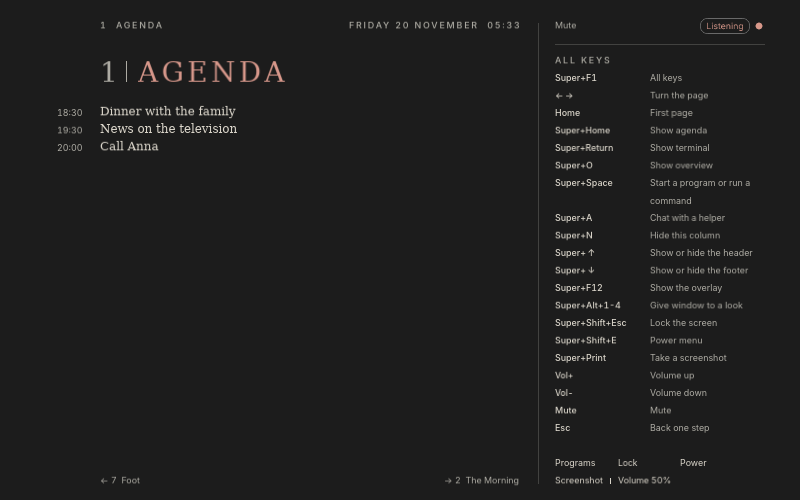 1 AGENDA
FRIDAY 20 NOVEMBER 05:33
1 | AGENDA
18:30 Dinner with the family
19:30 News on the television
20:00 Call Anna
← 7 Foot
→ 2 The Morning
Mute Listening
ALL KEYS
Super+F1 All keys
← → Turn the page
Home First page
Super+Home Show agenda
Super+Return Show terminal
Super+O Show overview
Super+Space Start a program or run a
command
Super+A Chat with a helper
Super+N Hide this column
Super+ ↑ Show or hide the header
Super+ ↓ Show or hide the footer
Super+F12 Show the overlay
Super+Alt+1-4 Give window to a look
Super+Shift+Esc Lock the screen
Super+Shift+E Power menu
Super+Print Take a screenshot
Vol+ Volume up
Vol- Volume down
Mute Mute
Esc Back one step
Programs Lock Power
Screenshot | Volume 50%